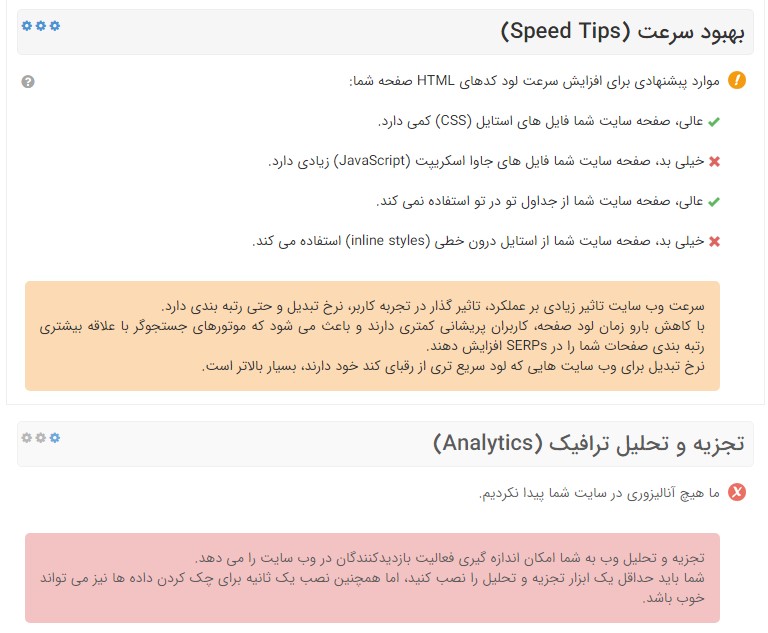 بهبود سرعت (Speed Tips)
موارد پیشنهادی برای افزایش سرعت لود کدهای HTML صفحه شما:
عالی، صفحه سایت شما فایل های استایل (CSS) کمی دارد.
خیلی بد، صفحه سایت شما فایل های جاوا اسکریپت (JavaScript) زیادی دارد.
عالی، صفحه سایت شما از جداول تو در تو استفاده نمی کند.
خیلی بد، صفحه سایت شما از استایل درون خطی (inline styles) استفاده می کند.
سرعت وب سایت تاثیر زیادی بر عملکرد، تاثیر گذار در تجربه کاربر، نرخ تبدیل و حتی رتبه بندی دارد.
با کاهش بارو زمان لود صفحه، کاربران پریشانی کمتری دارند و باعث می شود که موتورهای جستجوگر با علاقه بیشتری
رتبه بندی صفحات شما را در SERPs افزایش دهند.
نرخ تبدیل برای وب سایت هایی که لود سریع تری از رقبای کند خود دارند، بسیار بالاتر است.
تجزیه و تحلیل ترافیک (Analytics)
ما هیچ آنالیزوری در سایت شما پیدا نکردیم.
تجزیه و تحلیل وب به شما امکان اندازه گیری فعالیت بازدیدکنندگان در وب سایت را می دهد.
شما باید حداقل یک ابزار تجزیه و تحلیل را نصب کنید، اما همچنین نصب یک ثانیه برای چک کردن داده ها نیز می تواند
خوب باشد.